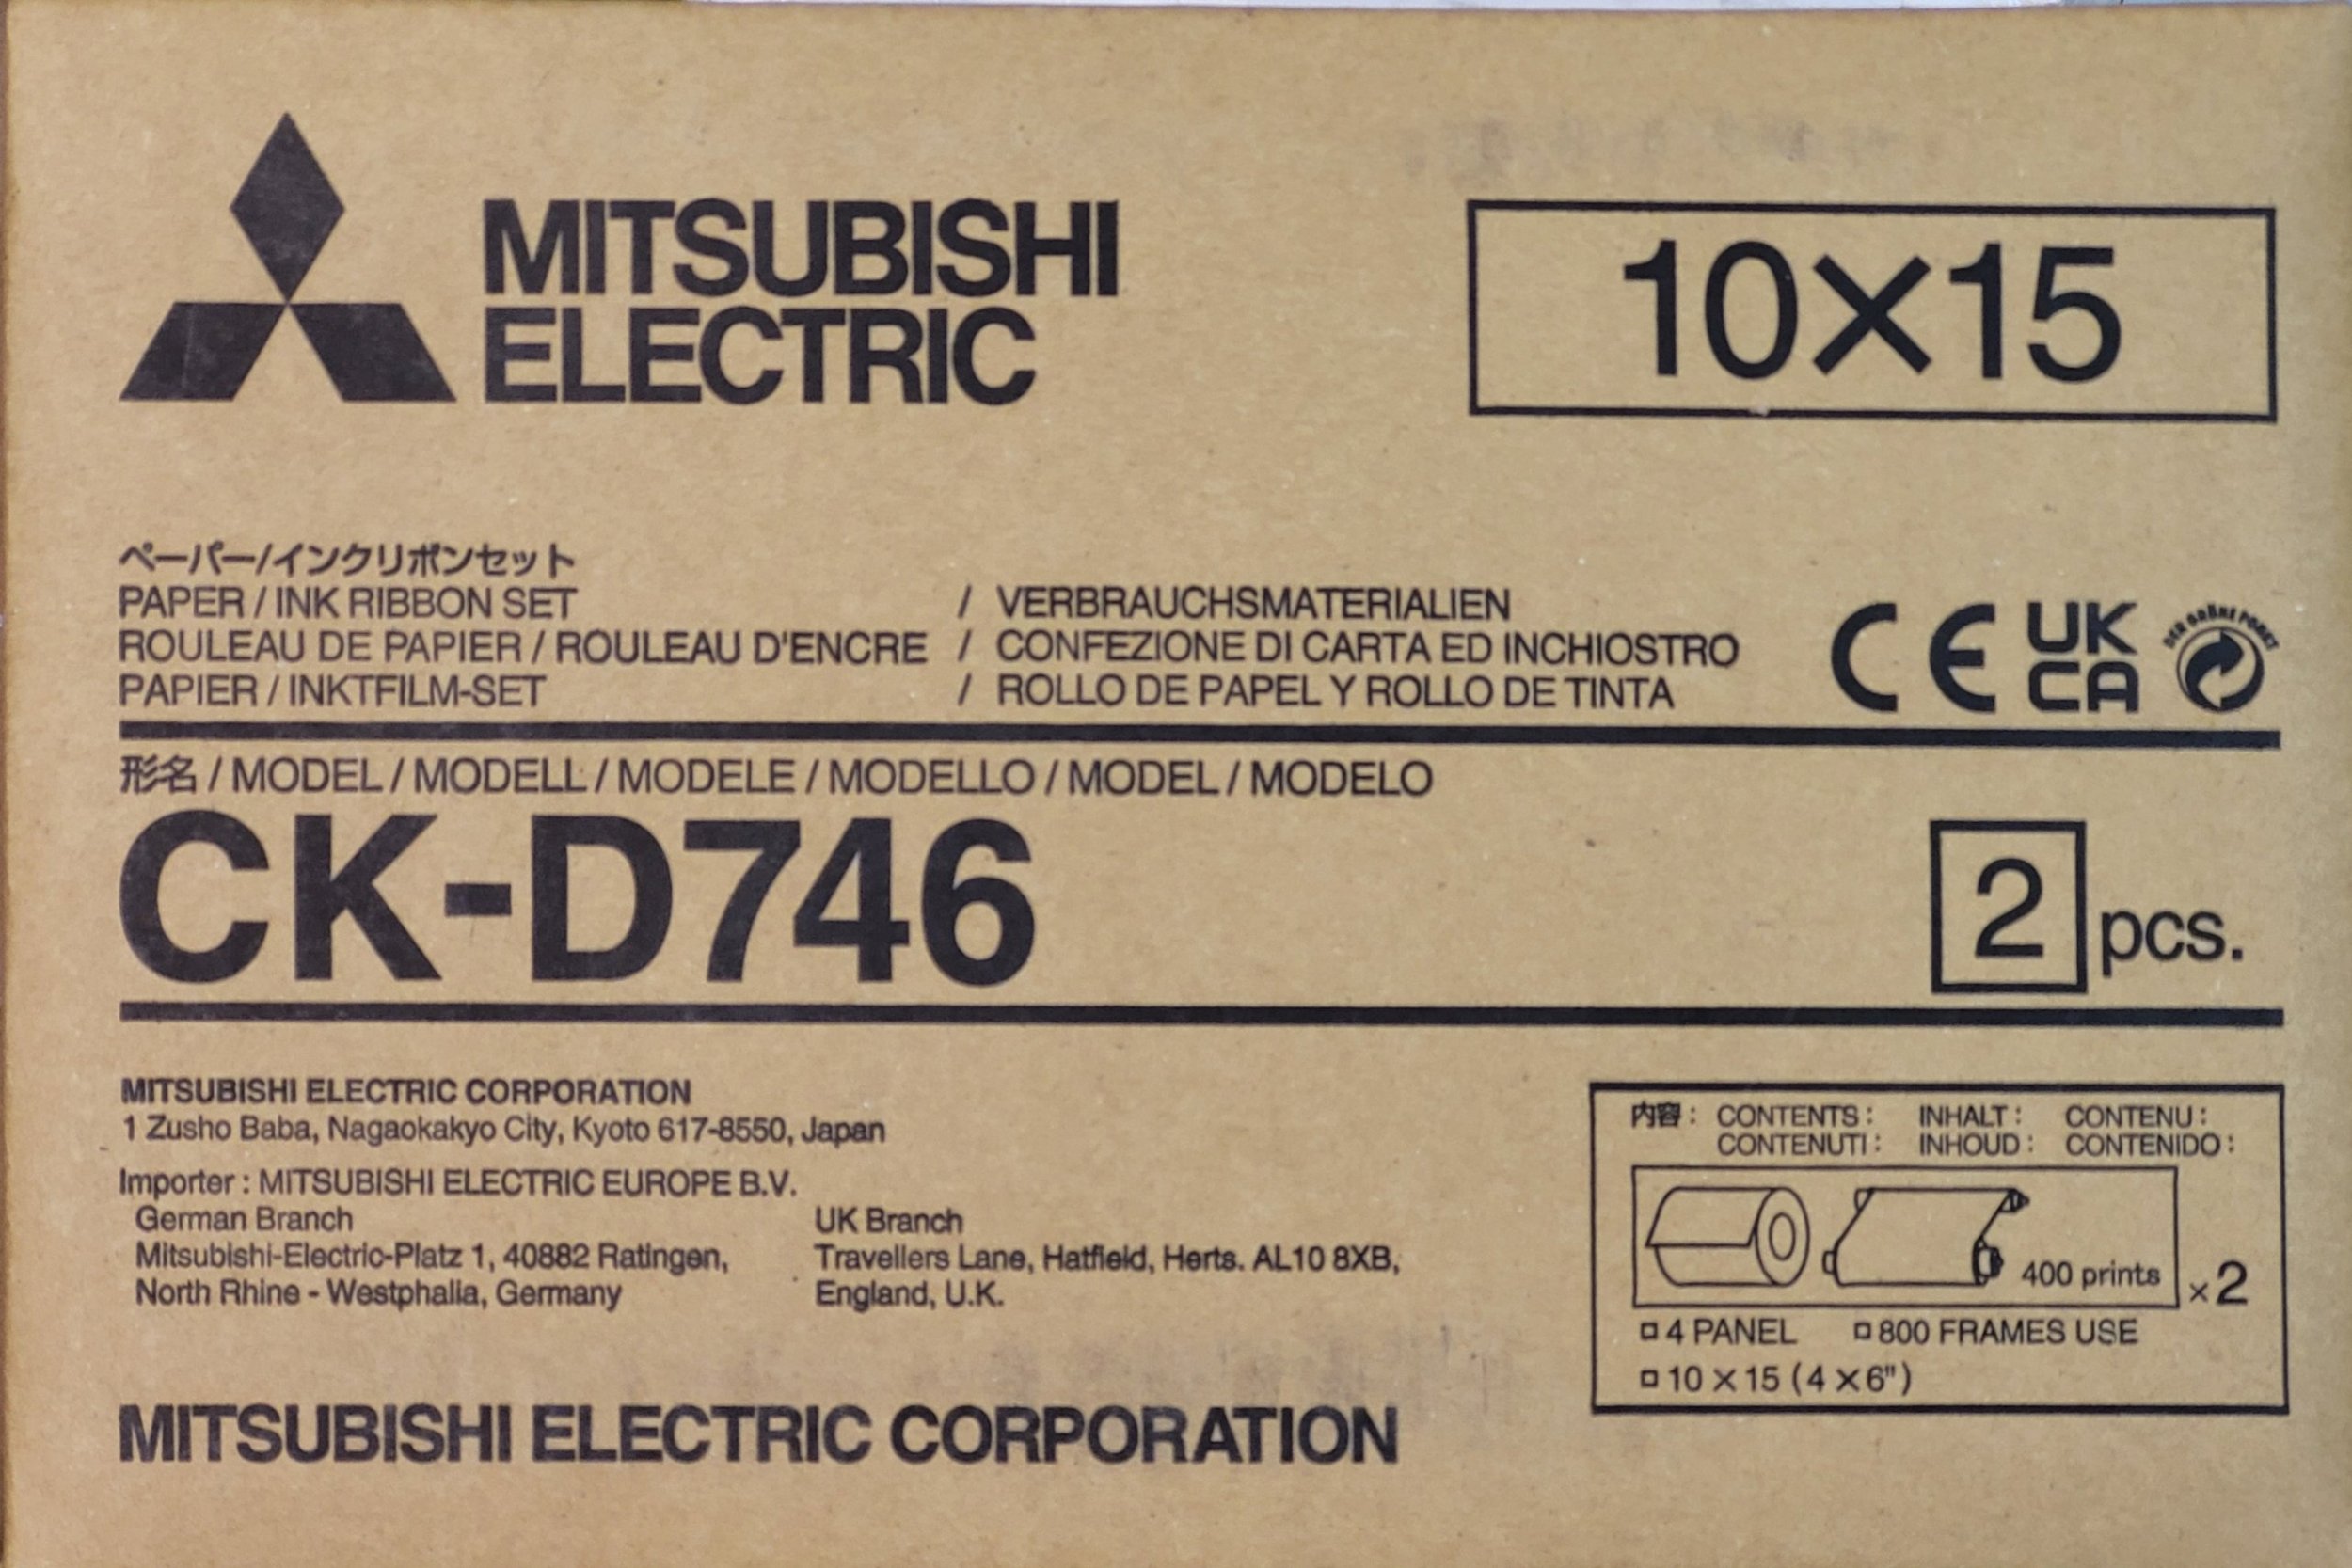 MITSUBISHI
ELECTRIC
10×15
ペーパー/インクリボンセット
PAPER / INK RIBBON SET / VERBRAUCHSMATERIALIEN
ROULEAU DE PAPIER / ROULEAU D'ENCRE / CONFEZIONE DI CARTA ED INCHIOSTRO
PAPIER / INKTFILM-SET / ROLLO DE PAPEL Y ROLLO DE TINTA
CE
UK
CA
DER GRÜNE PUNKT
形名 / MODEL / MODELL / MODELE / MODELLO / MODEL / MODELO
CK-D746
2 pcs.
MITSUBISHI ELECTRIC CORPORATION
1 Zusho Baba, Nagaokakyo City, Kyoto 617-8550, Japan
Importer : MITSUBISHI ELECTRIC EUROPE B.V.
German Branch
Mitsubishi-Electric-Platz 1, 40882 Ratingen,
North Rhine - Westphalia, Germany
UK Branch
Travellers Lane, Hatfield, Herts. AL10 8XB,
England, U.K.
内容 : CONTENTS : INHALT : CONTENU :
CONTENUTI : INHOUD : CONTENIDO :
400 prints ×2
4 PANEL 800 FRAMES USE
10 × 15 ( 4 × 6" )
MITSUBISHI ELECTRIC CORPORATION